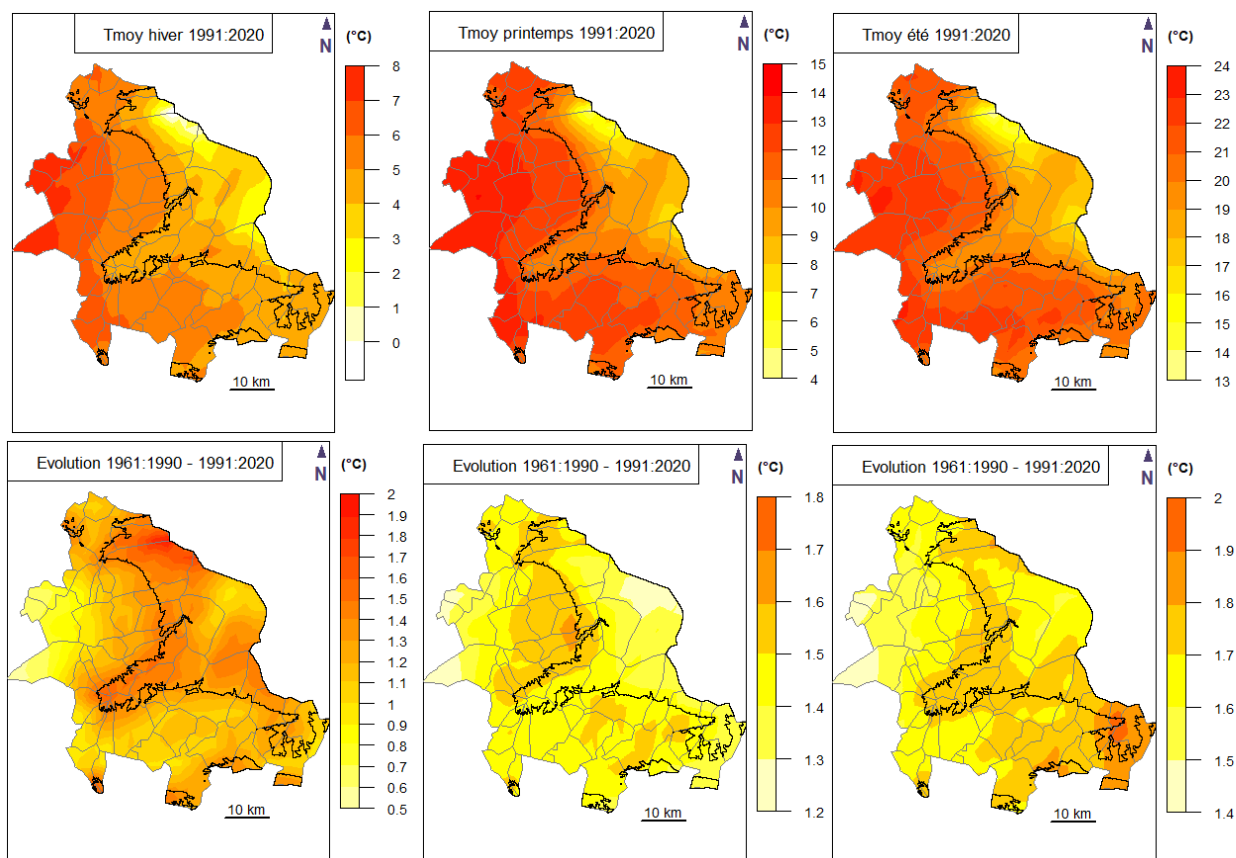 Tmoy hiver 1991:2020
N
(°C)
8
7
6
5
4
3
2
1
0
10 km
Tmoy printemps 1991:2020
N
(°C)
15
14
13
12
11
10
9
8
7
6
5
4
10 km
Tmoy été 1991:2020
N
(°C)
24
23
22
21
20
19
18
17
16
15
14
13
10 km
Evolution 1961:1990 - 1991:2020
N
(°C)
2
1.9
1.8
1.7
1.6
1.5
1.4
1.3
1.2
1.1
1
0.9
0.8
0.7
0.6
0.5
10 km
Evolution 1961:1990 - 1991:2020
N
(°C)
1.8
1.7
1.6
1.5
1.4
1.3
1.2
10 km
Evolution 1961:1990 - 1991:2020
N
(°C)
2
1.9
1.8
1.7
1.6
1.5
1.4
10 km